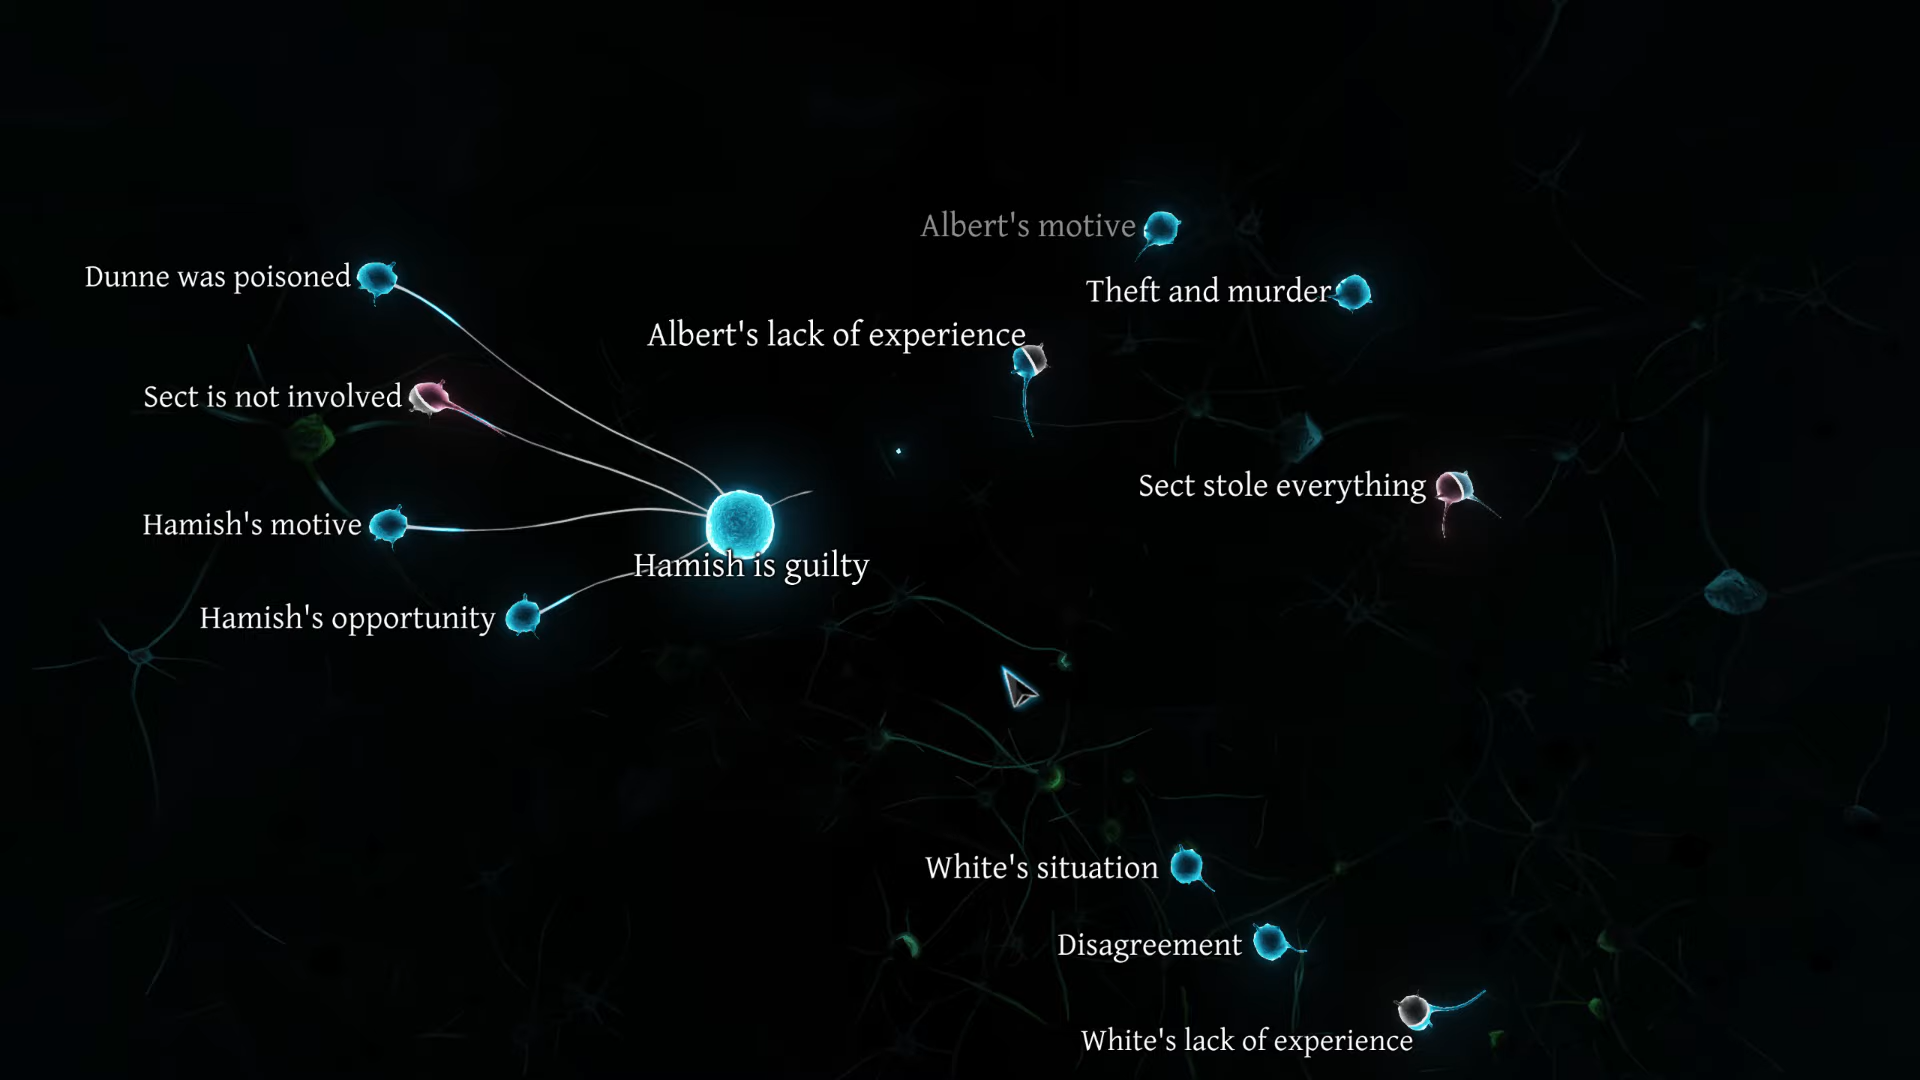 Albert's motive
Dunne was poisoned
Theft and murder
Albert's lack of experience
Sect is not involved
Sect stole everything
Hamish's motive
Hamish is guilty
Hamish's opportunity
White's situation
Disagreement
White's lack of experience